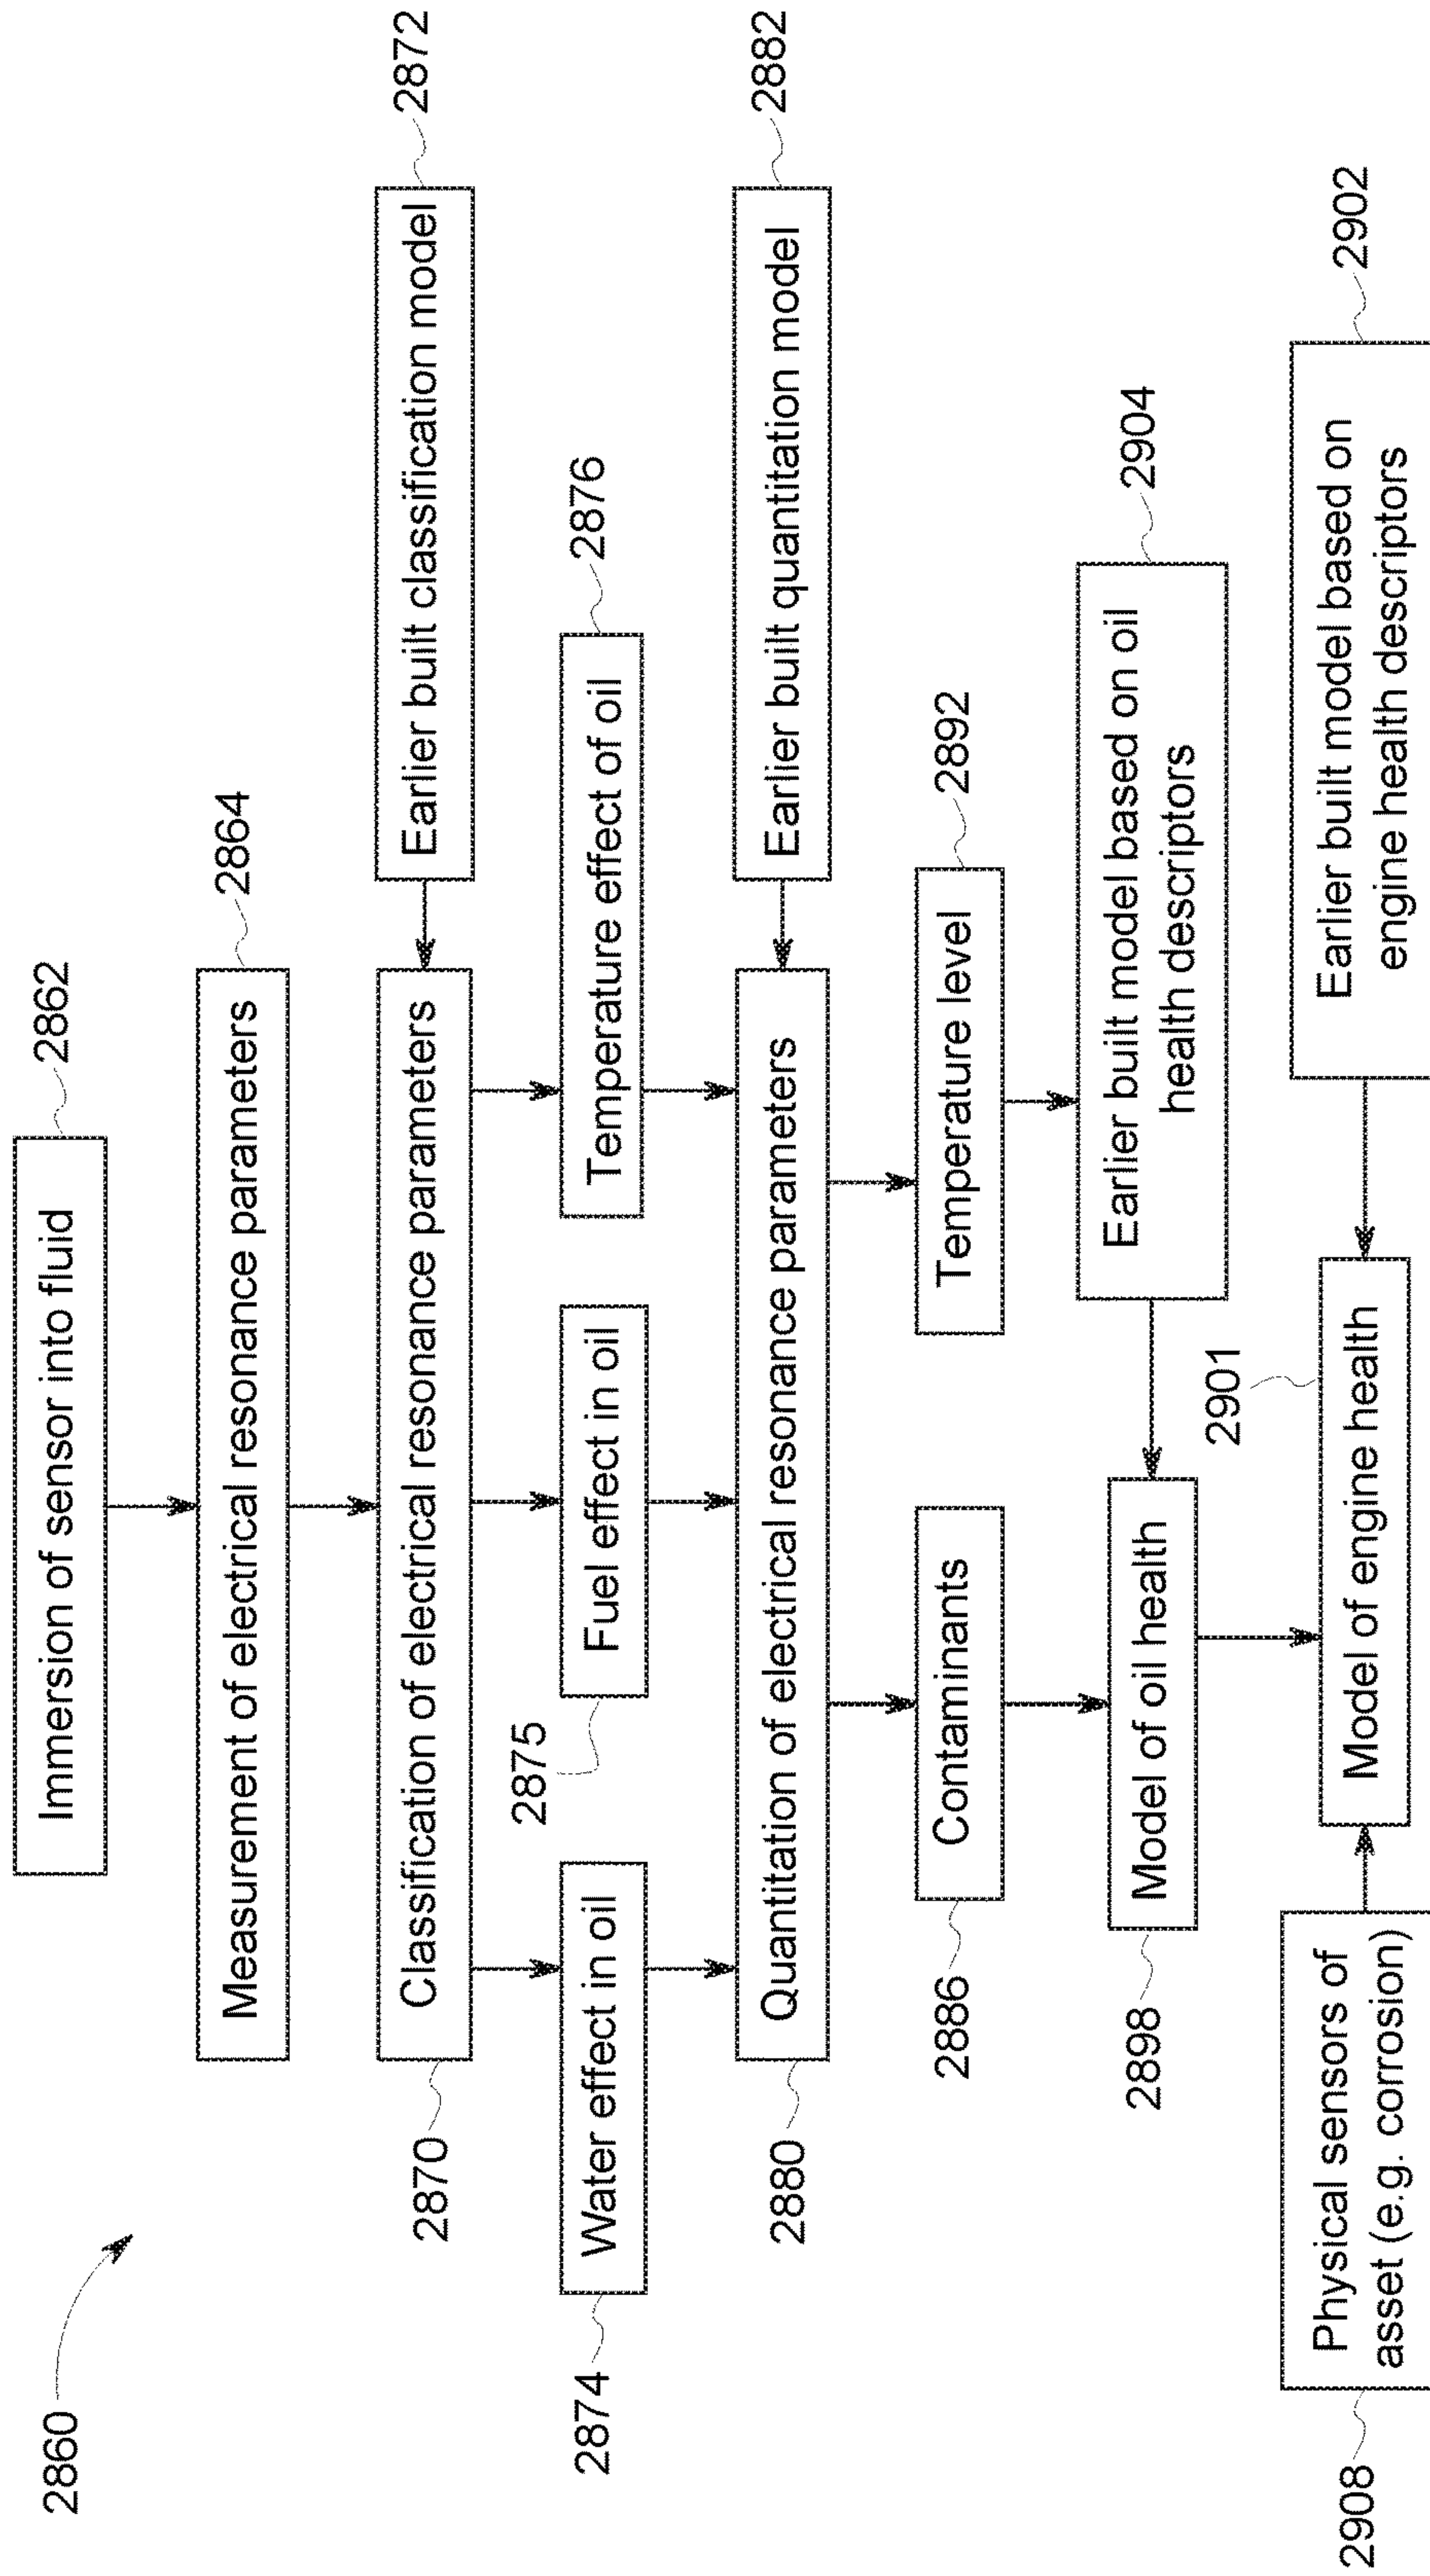 2860
Immersion of sensor into fluid
2862
Measurement of electrical resonance parameters
2864
2870
Classification of electrical resonance parameters
Earlier built classification model
2872
2874
Water effect in oil
2875
Fuel effect in oil
Temperature effect of oil
2876
2880
Quantitation of electrical resonance parameters
Earlier built quantitation model
2882
2886
Contaminants
Temperature level
2892
2898
Model of oil health
Earlier built model based on oil
health descriptors
2904
2908
Physical sensors of
asset (e.g. corrosion)
2901
Model of engine health
Earlier built model based on
engine health descriptors
2902